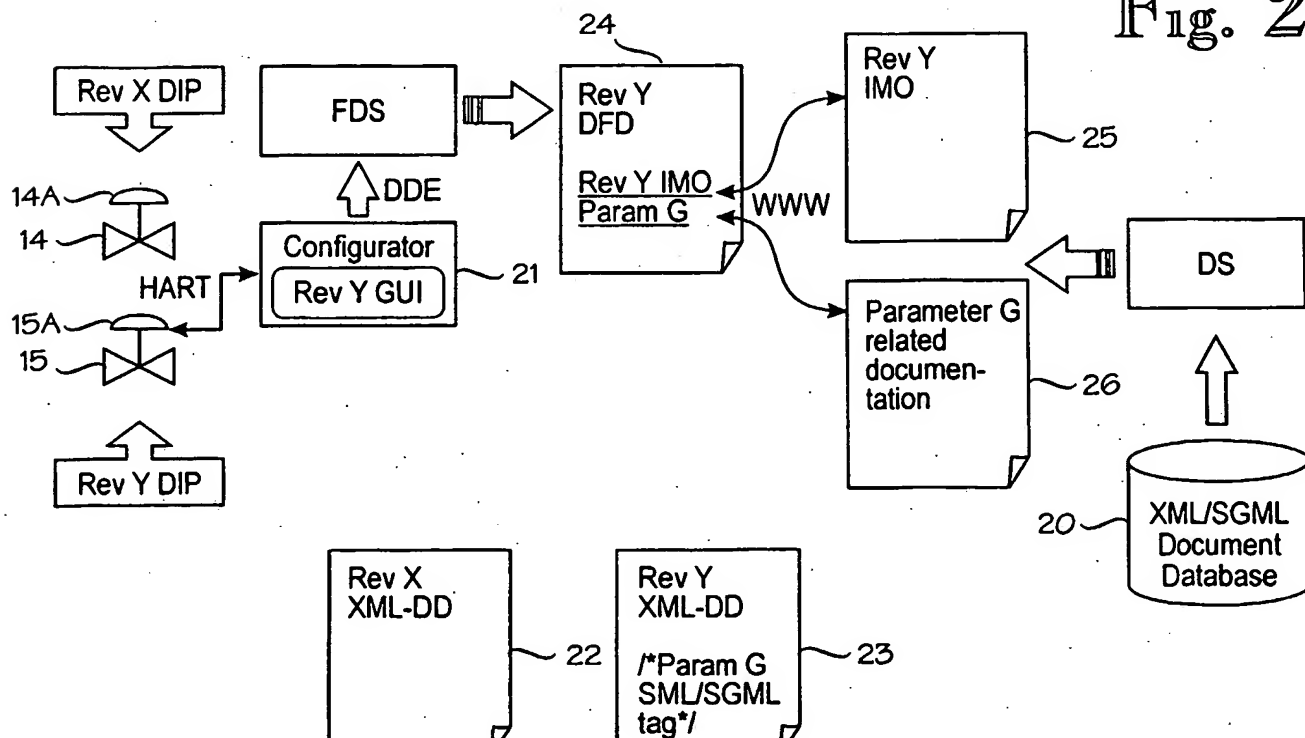 Fig. 2
24
Rev X DIP
FDS
Rev Y
DFD
Rev Y IMO
Param G
Rev Y
IMO
25
14A
14
DDE
WWW
HART
Configurator
Rev Y GUI
21
15A
15
Parameter G
related
documen-
tation
26
DS
Rev Y DIP
20
XML/SGML
Document
Database
Rev X
XML-DD
22
Rev Y
XML-DD
/*Param G
SML/SGML
tag*/
23